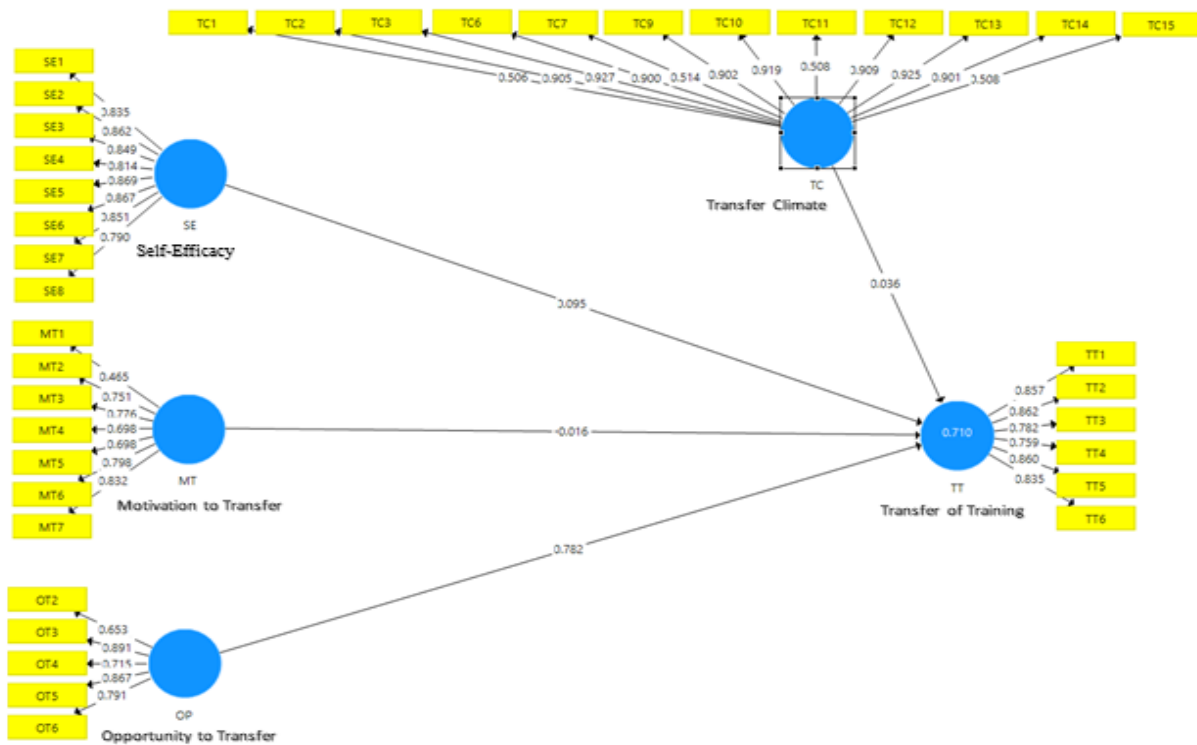 TC1 TC2 TC3 TC6 TC7 TC9 TC10 TC11 TC12 TC13 TC14 TC15
0.506 0.905 0.927 0.900 0.514 0.902 0.919 0.508 0.909 0.925 0.901 0.508
TC
Transfer Climate
SE1
SE2
SE3
SE4
SE5
SE6
SE7
SE8
0.835
0.862
0.849
0.814
0.869
0.867
0.851
0.790
SE
Self-Efficacy
0.095
0.036
MT1
MT2
MT3
MT4
MT5
MT6
MT7
0.465
0.751
0.776
0.698
0.698
0.798
0.832
MT
Motivation to Transfer
-0.016
0.710
TT
Transfer of Training
TT1
TT2
TT3
TT4
TT5
TT6
0.857
0.862
0.782
0.759
0.860
0.835
0.782
OT2
OT3
OT4
OT5
OT6
0.653
0.891
0.715
0.867
0.791
OP
Opportunity to Transfer